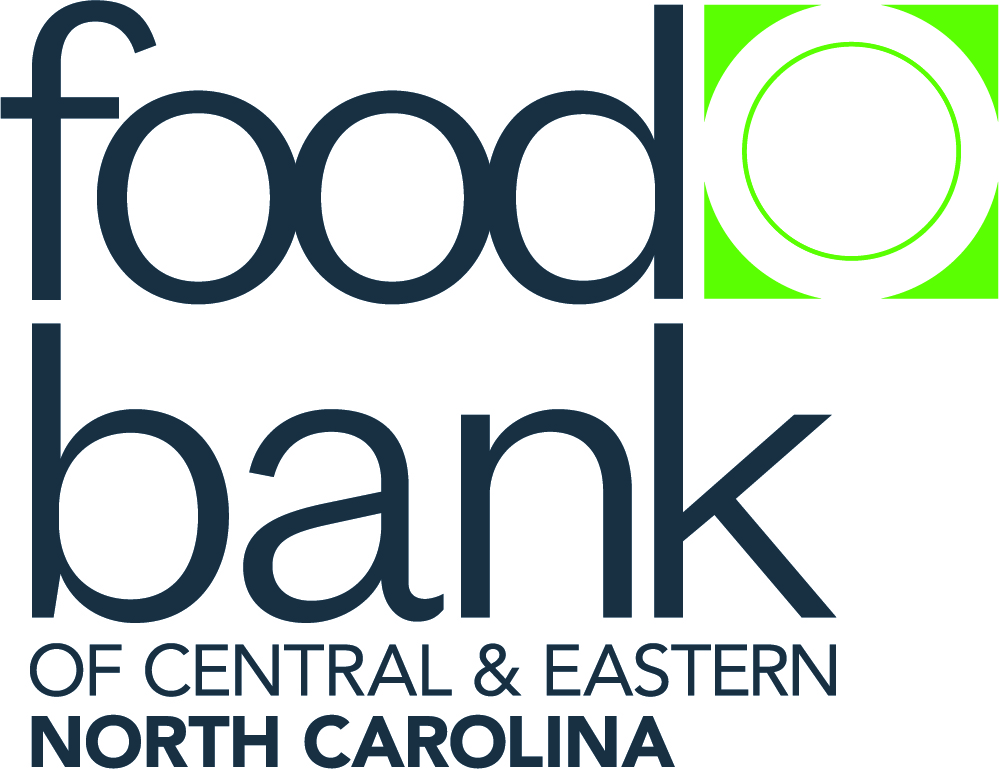 food
bank
OF CENTRAL & EASTERN
NORTH CAROLINA